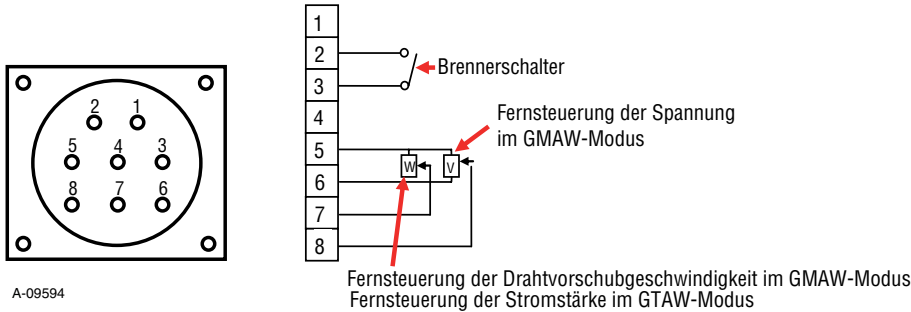 2 1
5 4 3
8 7 6
A-09594
1
2
3
4
5
6
7
8
Brennerschalter
Fernsteuerung der Spannung
im GMAW-Modus
W
V
Fernsteuerung der Drahtvorschubgeschwindigkeit im GMAW-Modus
Fernsteuerung der Stromstärke im GTAW-Modus